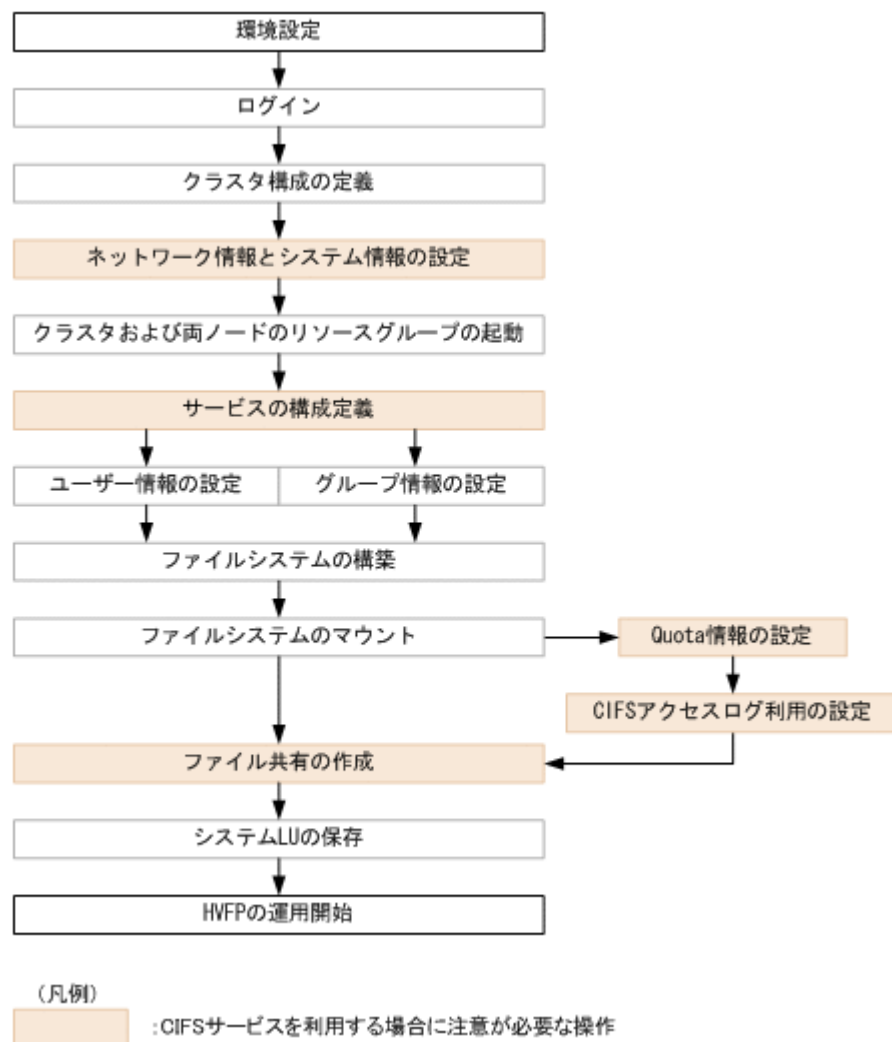 環境設定
ログイン
クラスタ構成の定義
ネットワーク情報とシステム情報の設定
クラスタおよび両ノードのリソースグループの起動
サービスの構成定義
ユーザー情報の設定
グループ情報の設定
ファイルシステムの構築
ファイルシステムのマウント
Quota情報の設定
CIFSアクセスログ利用の設定
ファイル共有の作成
システムLUの保存
HVFPの運用開始
(凡例)
:CIFSサービスを利用する場合に注意が必要な操作